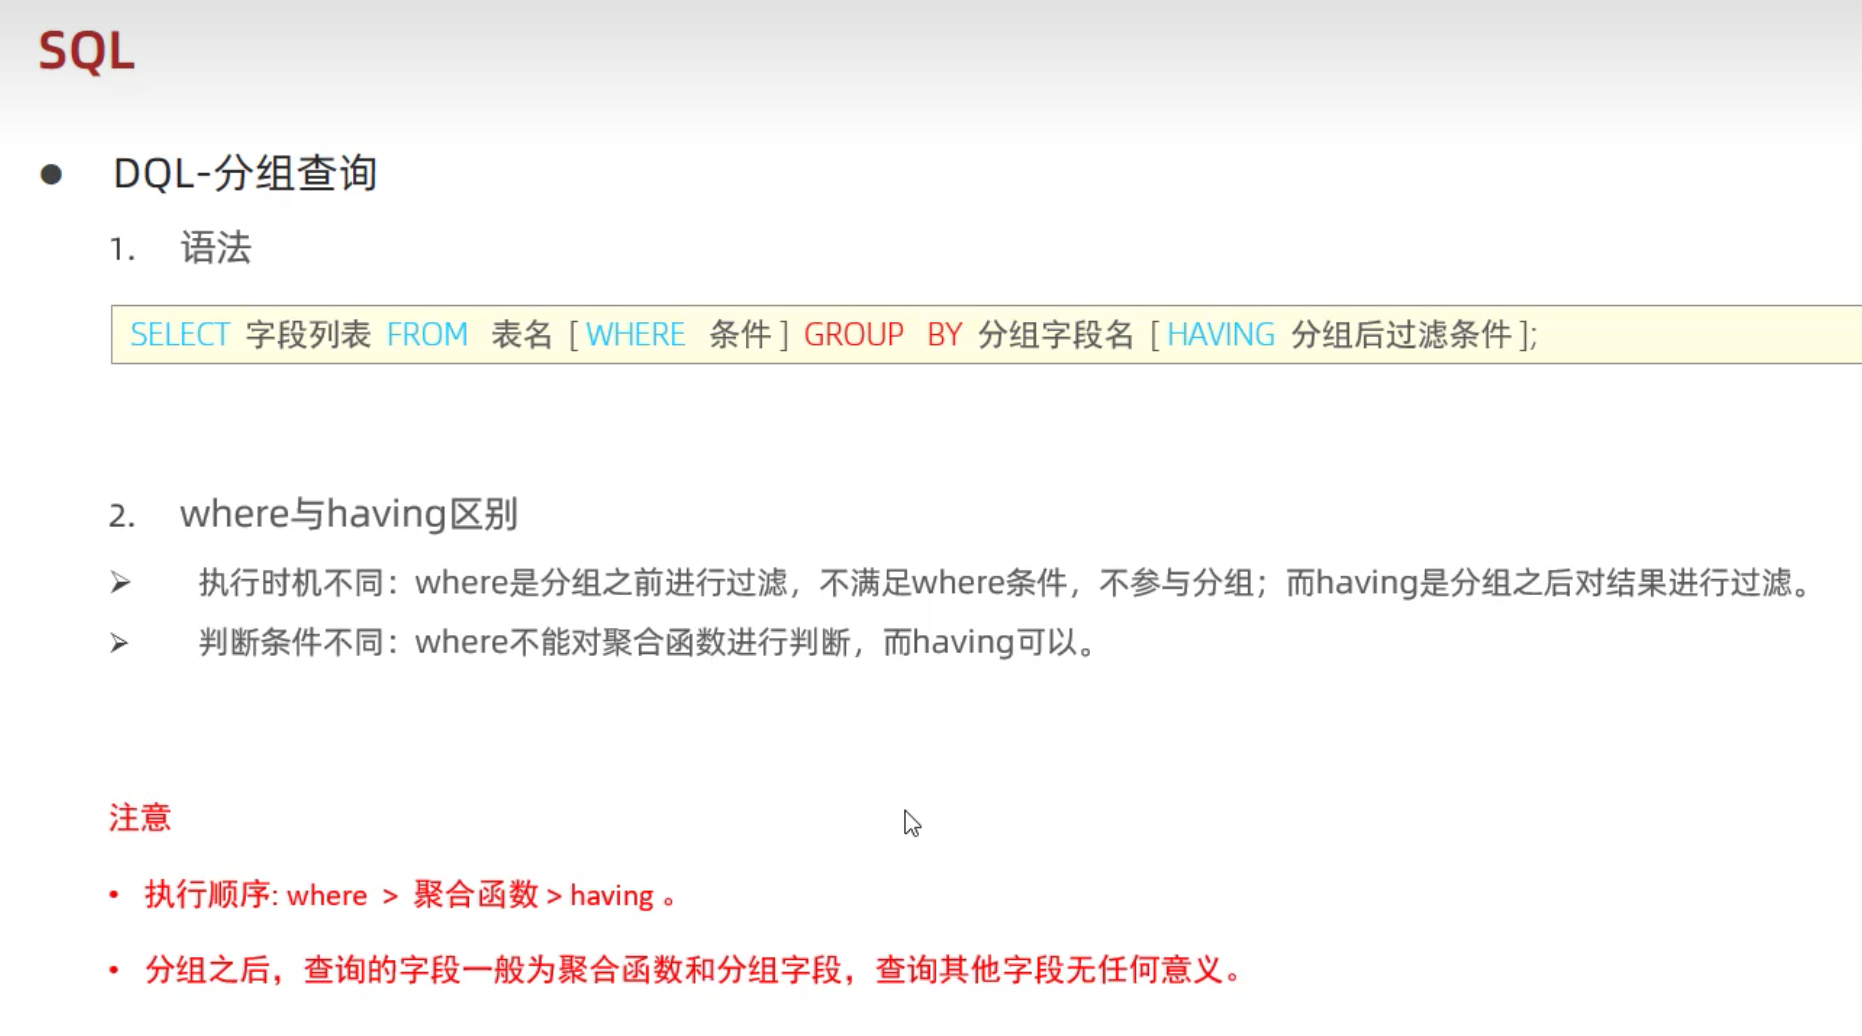 SQL
● DQL-分组查询
1. 语法
SELECT 字段列表 FROM 表名 [ WHERE 条件 ] GROUP BY 分组字段名 [ HAVING 分组后过滤条件 ];
2. where与having区别
➢ 执行时机不同：where是分组之前进行过滤，不满足where条件，不参与分组；而having是分组之后对结果进行过滤。
➢ 判断条件不同：where不能对聚合函数进行判断，而having可以。
注意
• 执行顺序: where > 聚合函数 > having 。
• 分组之后，查询的字段一般为聚合函数和分组字段，查询其他字段无任何意义。